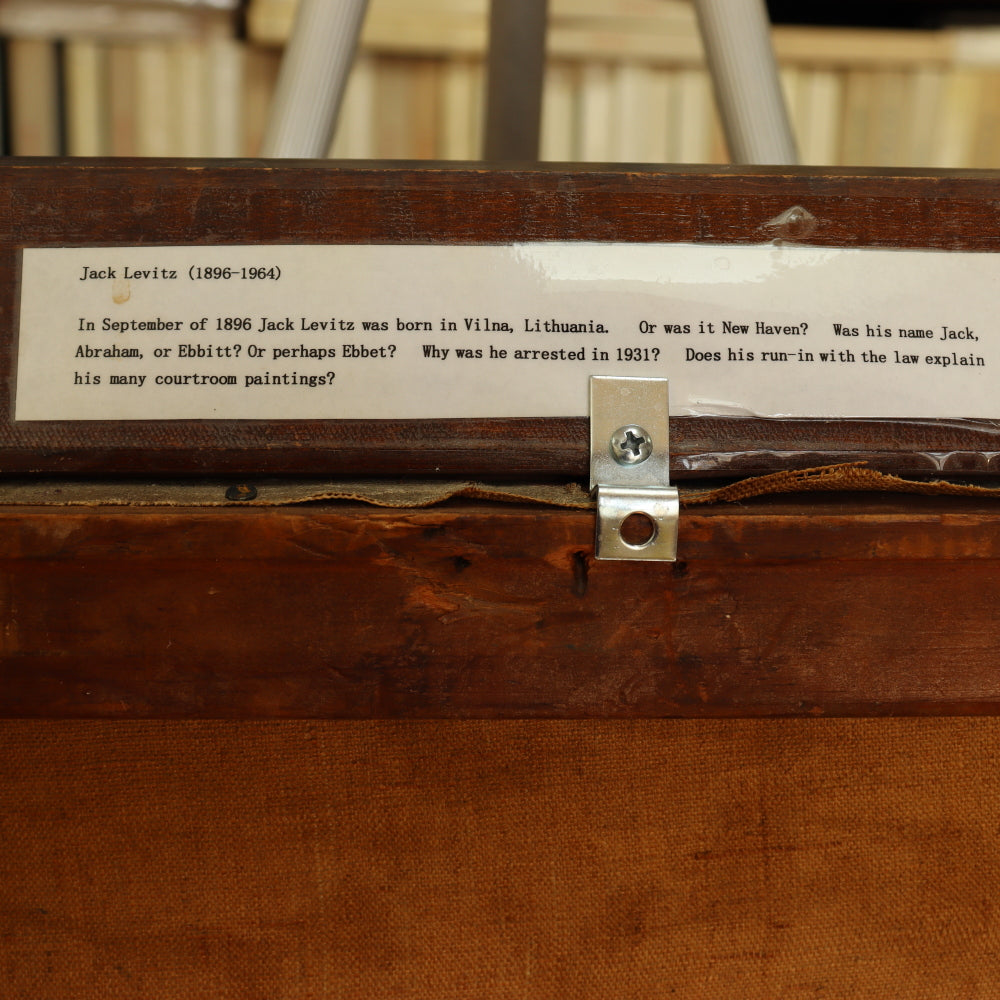 Jack Levitz (1896-1964)
In September of 1896 Jack Levitz was born in Vilna, Lithuania. Or was it New Haven? Was his name Jack,
Abraham, or Ebbitt? Or perhaps Ebbet? Why was he arrested in 1931? Does his run-in with the law explain
his many courtroom paintings?